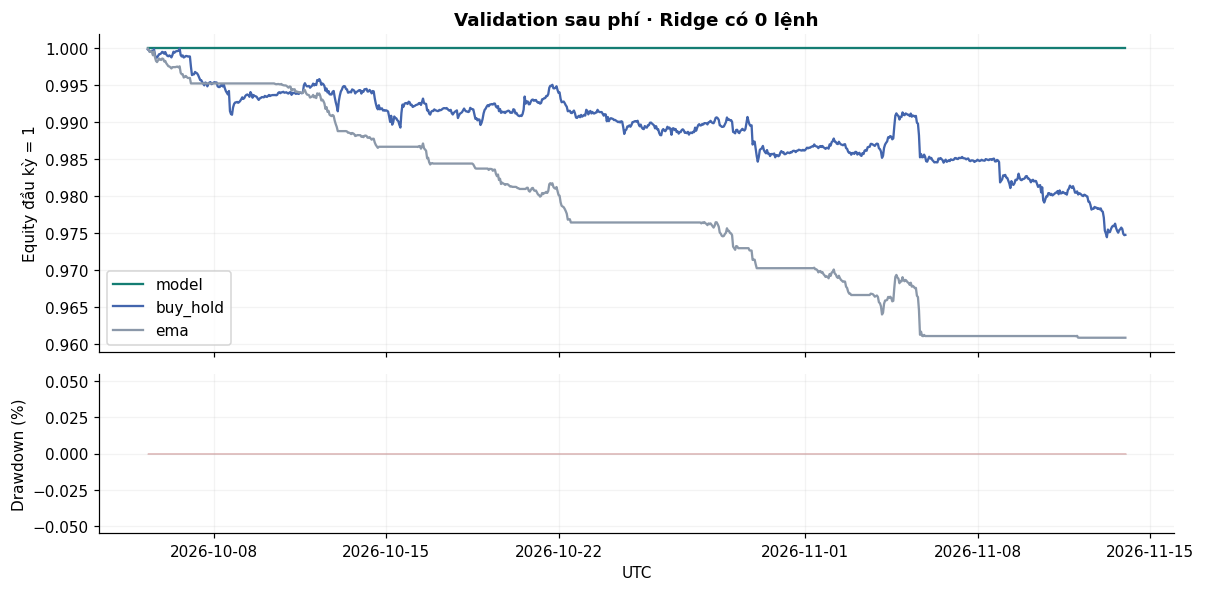 Validation sau phí · Ridge có 0 lệnh
Equity đầu kỳ = 1
1.000
0.995
0.990
0.985
0.980
0.975
0.970
0.965
0.960
model
buy_hold
ema
Drawdown (%)
0.050
0.025
0.000
−0.025
−0.050
2026-10-08
2026-10-15
2026-10-22
2026-11-01
2026-11-08
2026-11-15
UTC